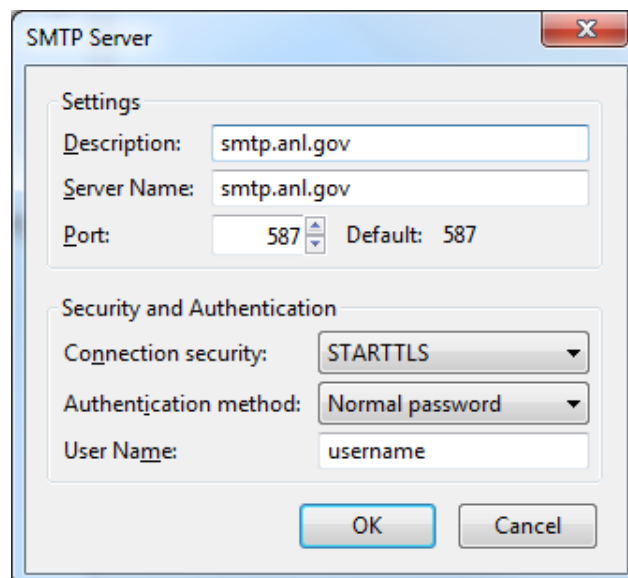 SMTP Server
Settings
Description: smtp.anl.gov
Server Name: smtp.anl.gov
Port: 587 Default: 587
Security and Authentication
Connection security: STARTTLS
Authentication method: Normal password
User Name: username
OK Cancel